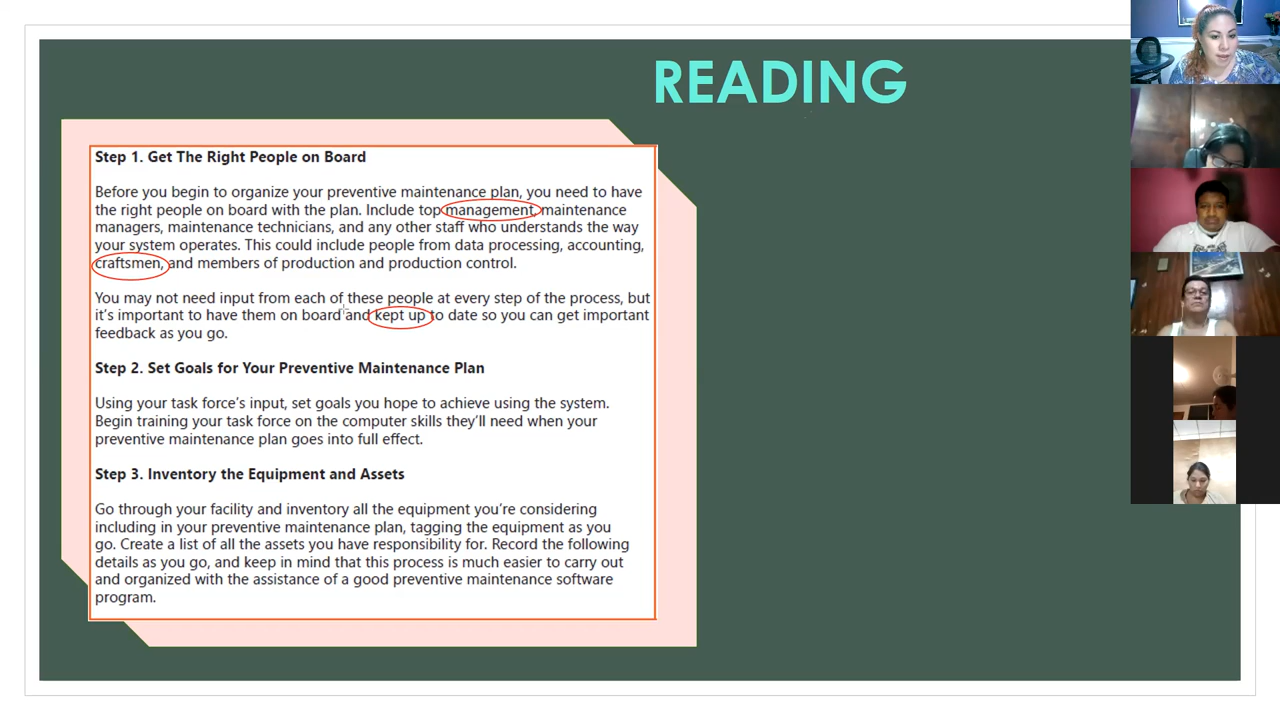 READING
Step 1. Get The Right People on Board
Before you begin to organize your preventive maintenance plan, you need to have
the right people on board with the plan. Include top management, maintenance
managers, maintenance technicians, and any other staff who understands the way
your system operates. This could include people from data processing, accounting,
craftsmen, and members of production and production control.
You may not need input from each of these people at every step of the process, but
it's important to have them on board and kept up to date so you can get important
feedback as you go.
Step 2. Set Goals for Your Preventive Maintenance Plan
Using your task force's input, set goals you hope to achieve using the system.
Begin training your task force on the computer skills they'll need when your
preventive maintenance plan goes into full effect.
Step 3. Inventory the Equipment and Assets
Go through your facility and inventory all the equipment you're considering
including in your preventive maintenance plan, tagging the equipment as you
go. Create a list of all the assets you have responsibility for. Record the following
details as you go, and keep in mind that this process is much easier to carry out
and organized with the assistance of a good preventive maintenance software
program.